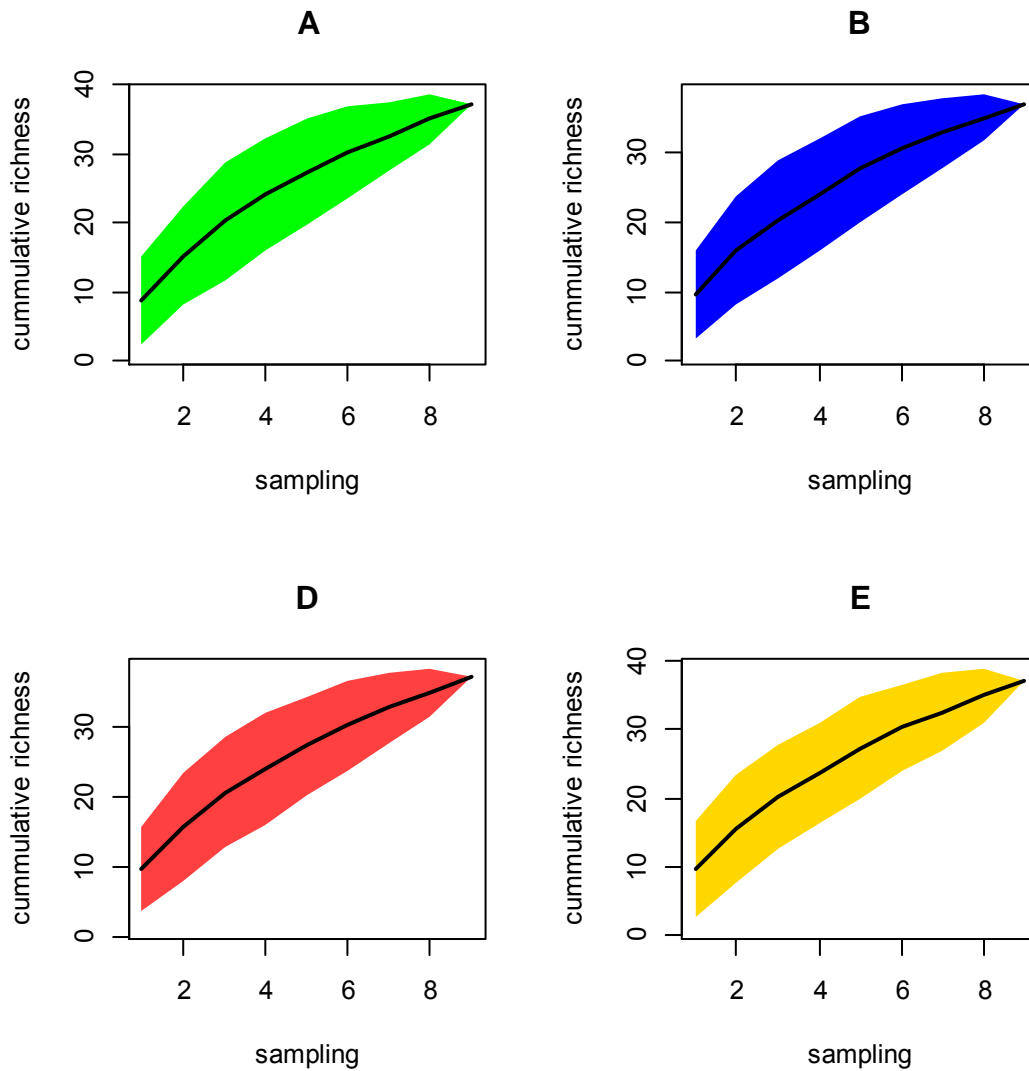 A
cummulative richness
0 10 20 30 40
2 4 6 8
sampling
B
cummulative richness
0 10 20 30
2 4 6 8
sampling
D
cummulative richness
0 10 20 30
2 4 6 8
sampling
E
cummulative richness
0 10 20 30 40
2 4 6 8
sampling